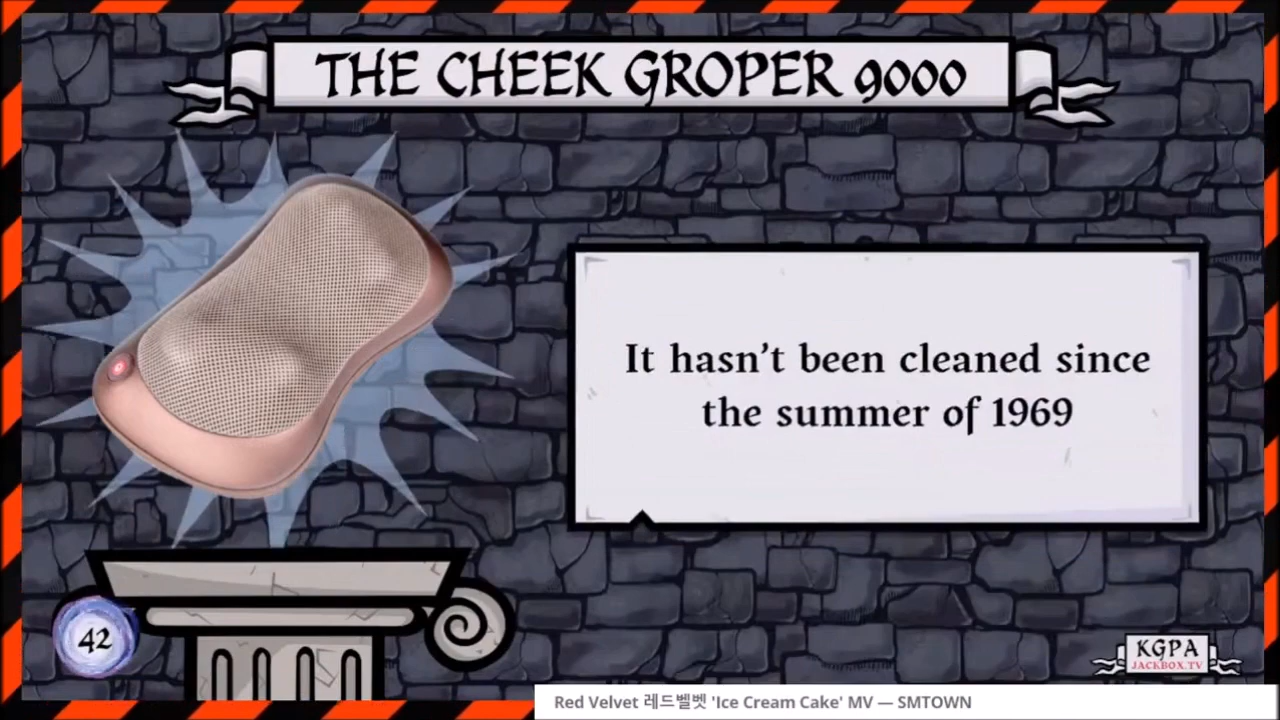 THE CHEEK GROPER 9000
It hasn't been cleaned since
the summer of 1969
42
KGPA
JACKBOX.TV
Red Velvet 레드벨벳 'Ice Cream Cake' MV — SMTOWN